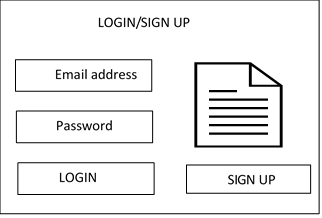 LOGIN/SIGN UP
Email address
Password
LOGIN
SIGN UP